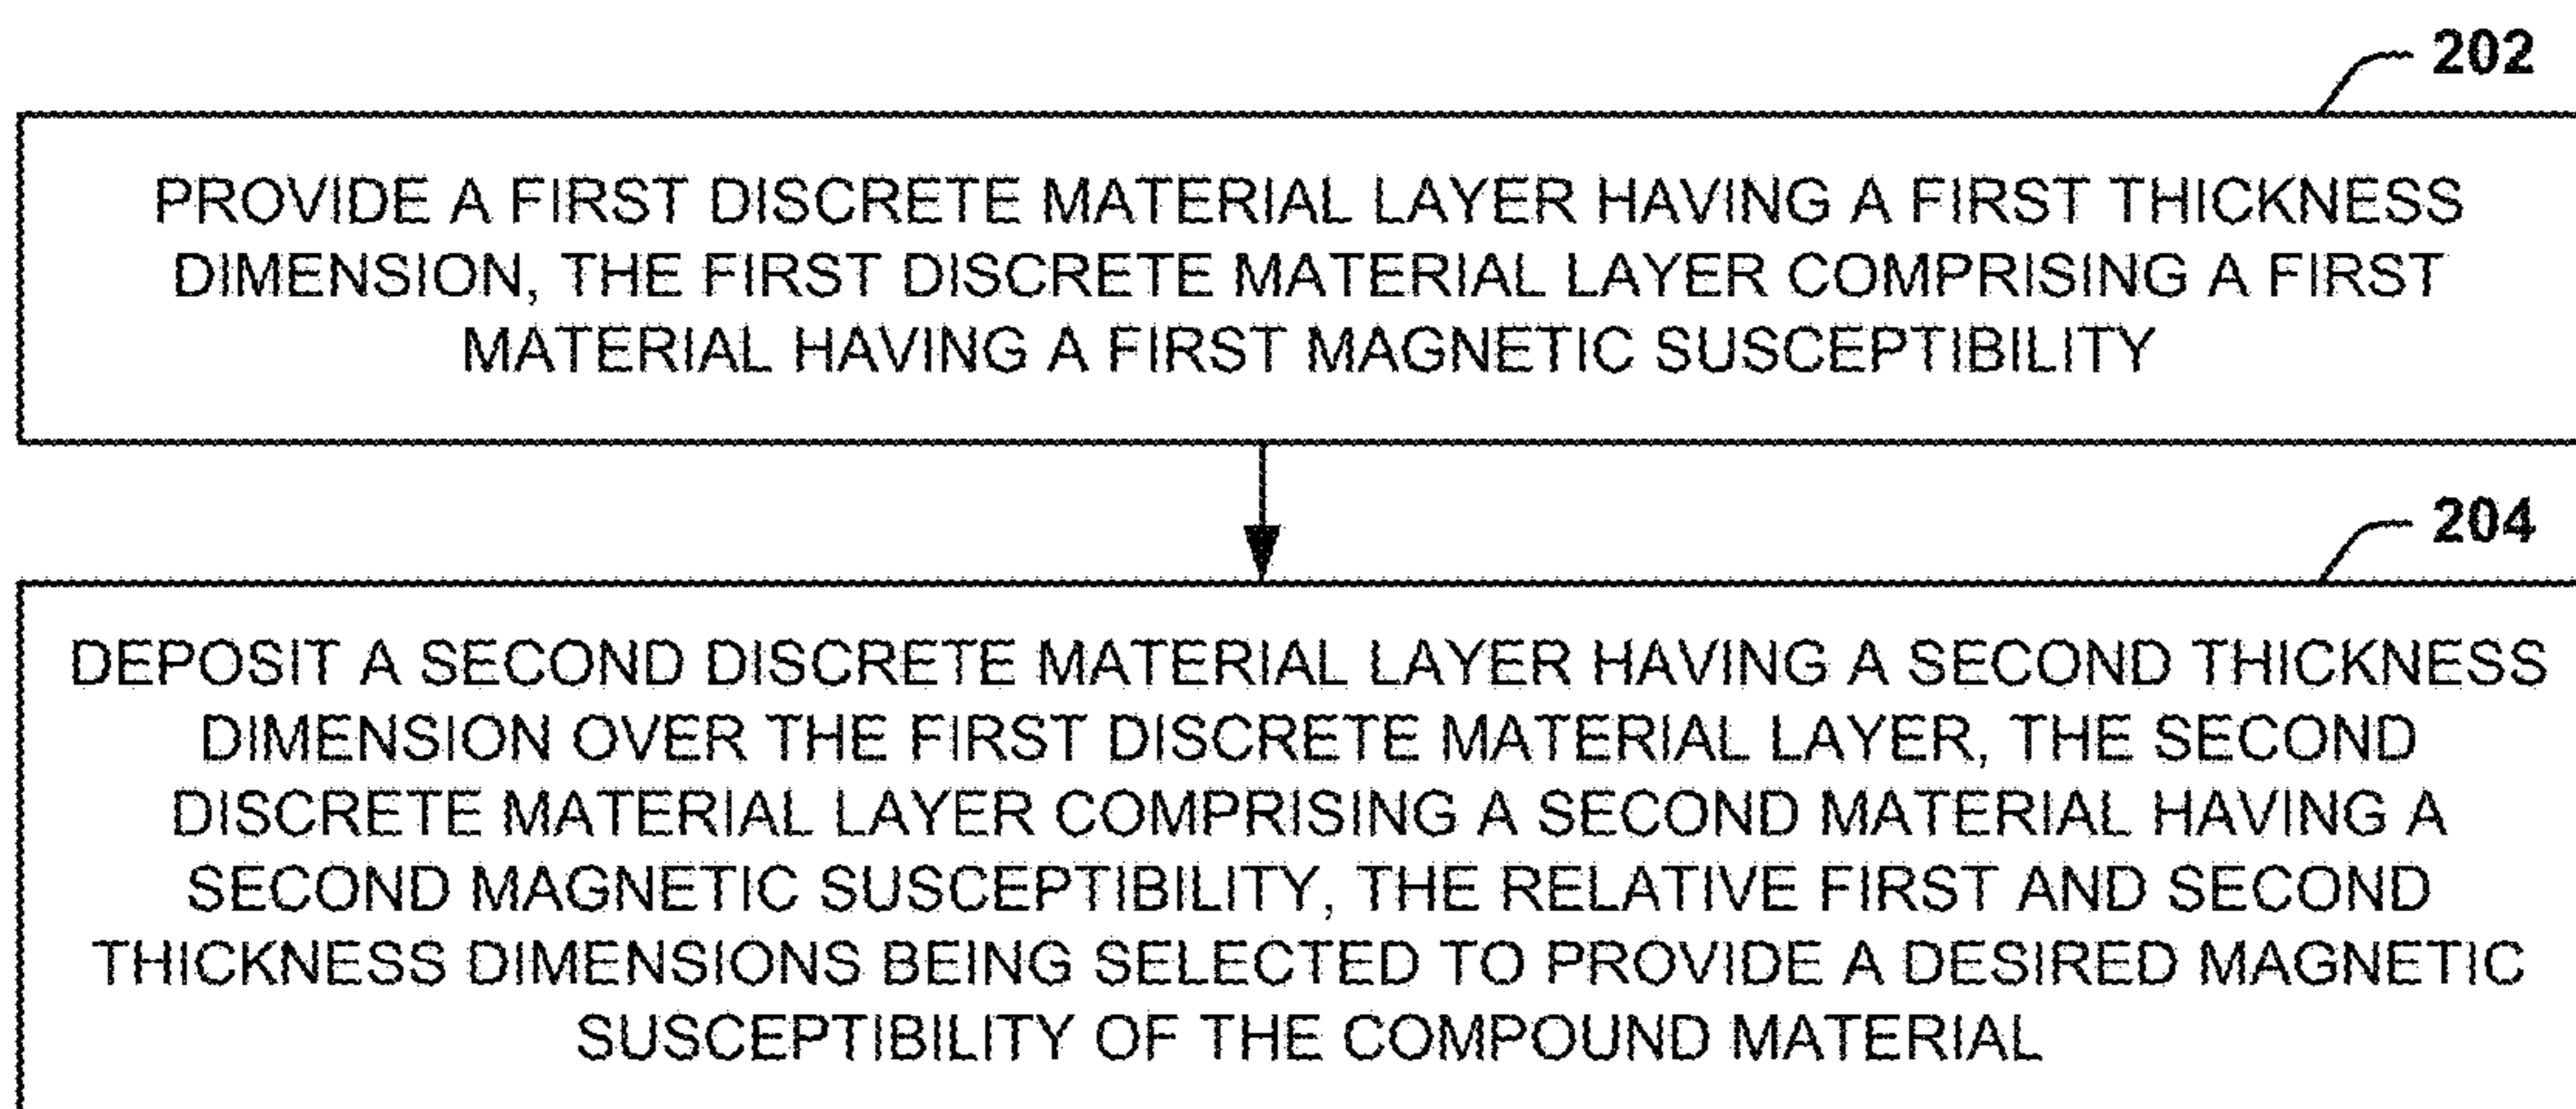 202
PROVIDE A FIRST DISCRETE MATERIAL LAYER HAVING A FIRST THICKNESS
DIMENSION, THE FIRST DISCRETE MATERIAL LAYER COMPRISING A FIRST
MATERIAL HAVING A FIRST MAGNETIC SUSCEPTIBILITY
204
DEPOSIT A SECOND DISCRETE MATERIAL LAYER HAVING A SECOND THICKNESS
DIMENSION OVER THE FIRST DISCRETE MATERIAL LAYER, THE SECOND
DISCRETE MATERIAL LAYER COMPRISING A SECOND MATERIAL HAVING A
SECOND MAGNETIC SUSCEPTIBILITY, THE RELATIVE FIRST AND SECOND
THICKNESS DIMENSIONS BEING SELECTED TO PROVIDE A DESIRED MAGNETIC
SUSCEPTIBILITY OF THE COMPOUND MATERIAL